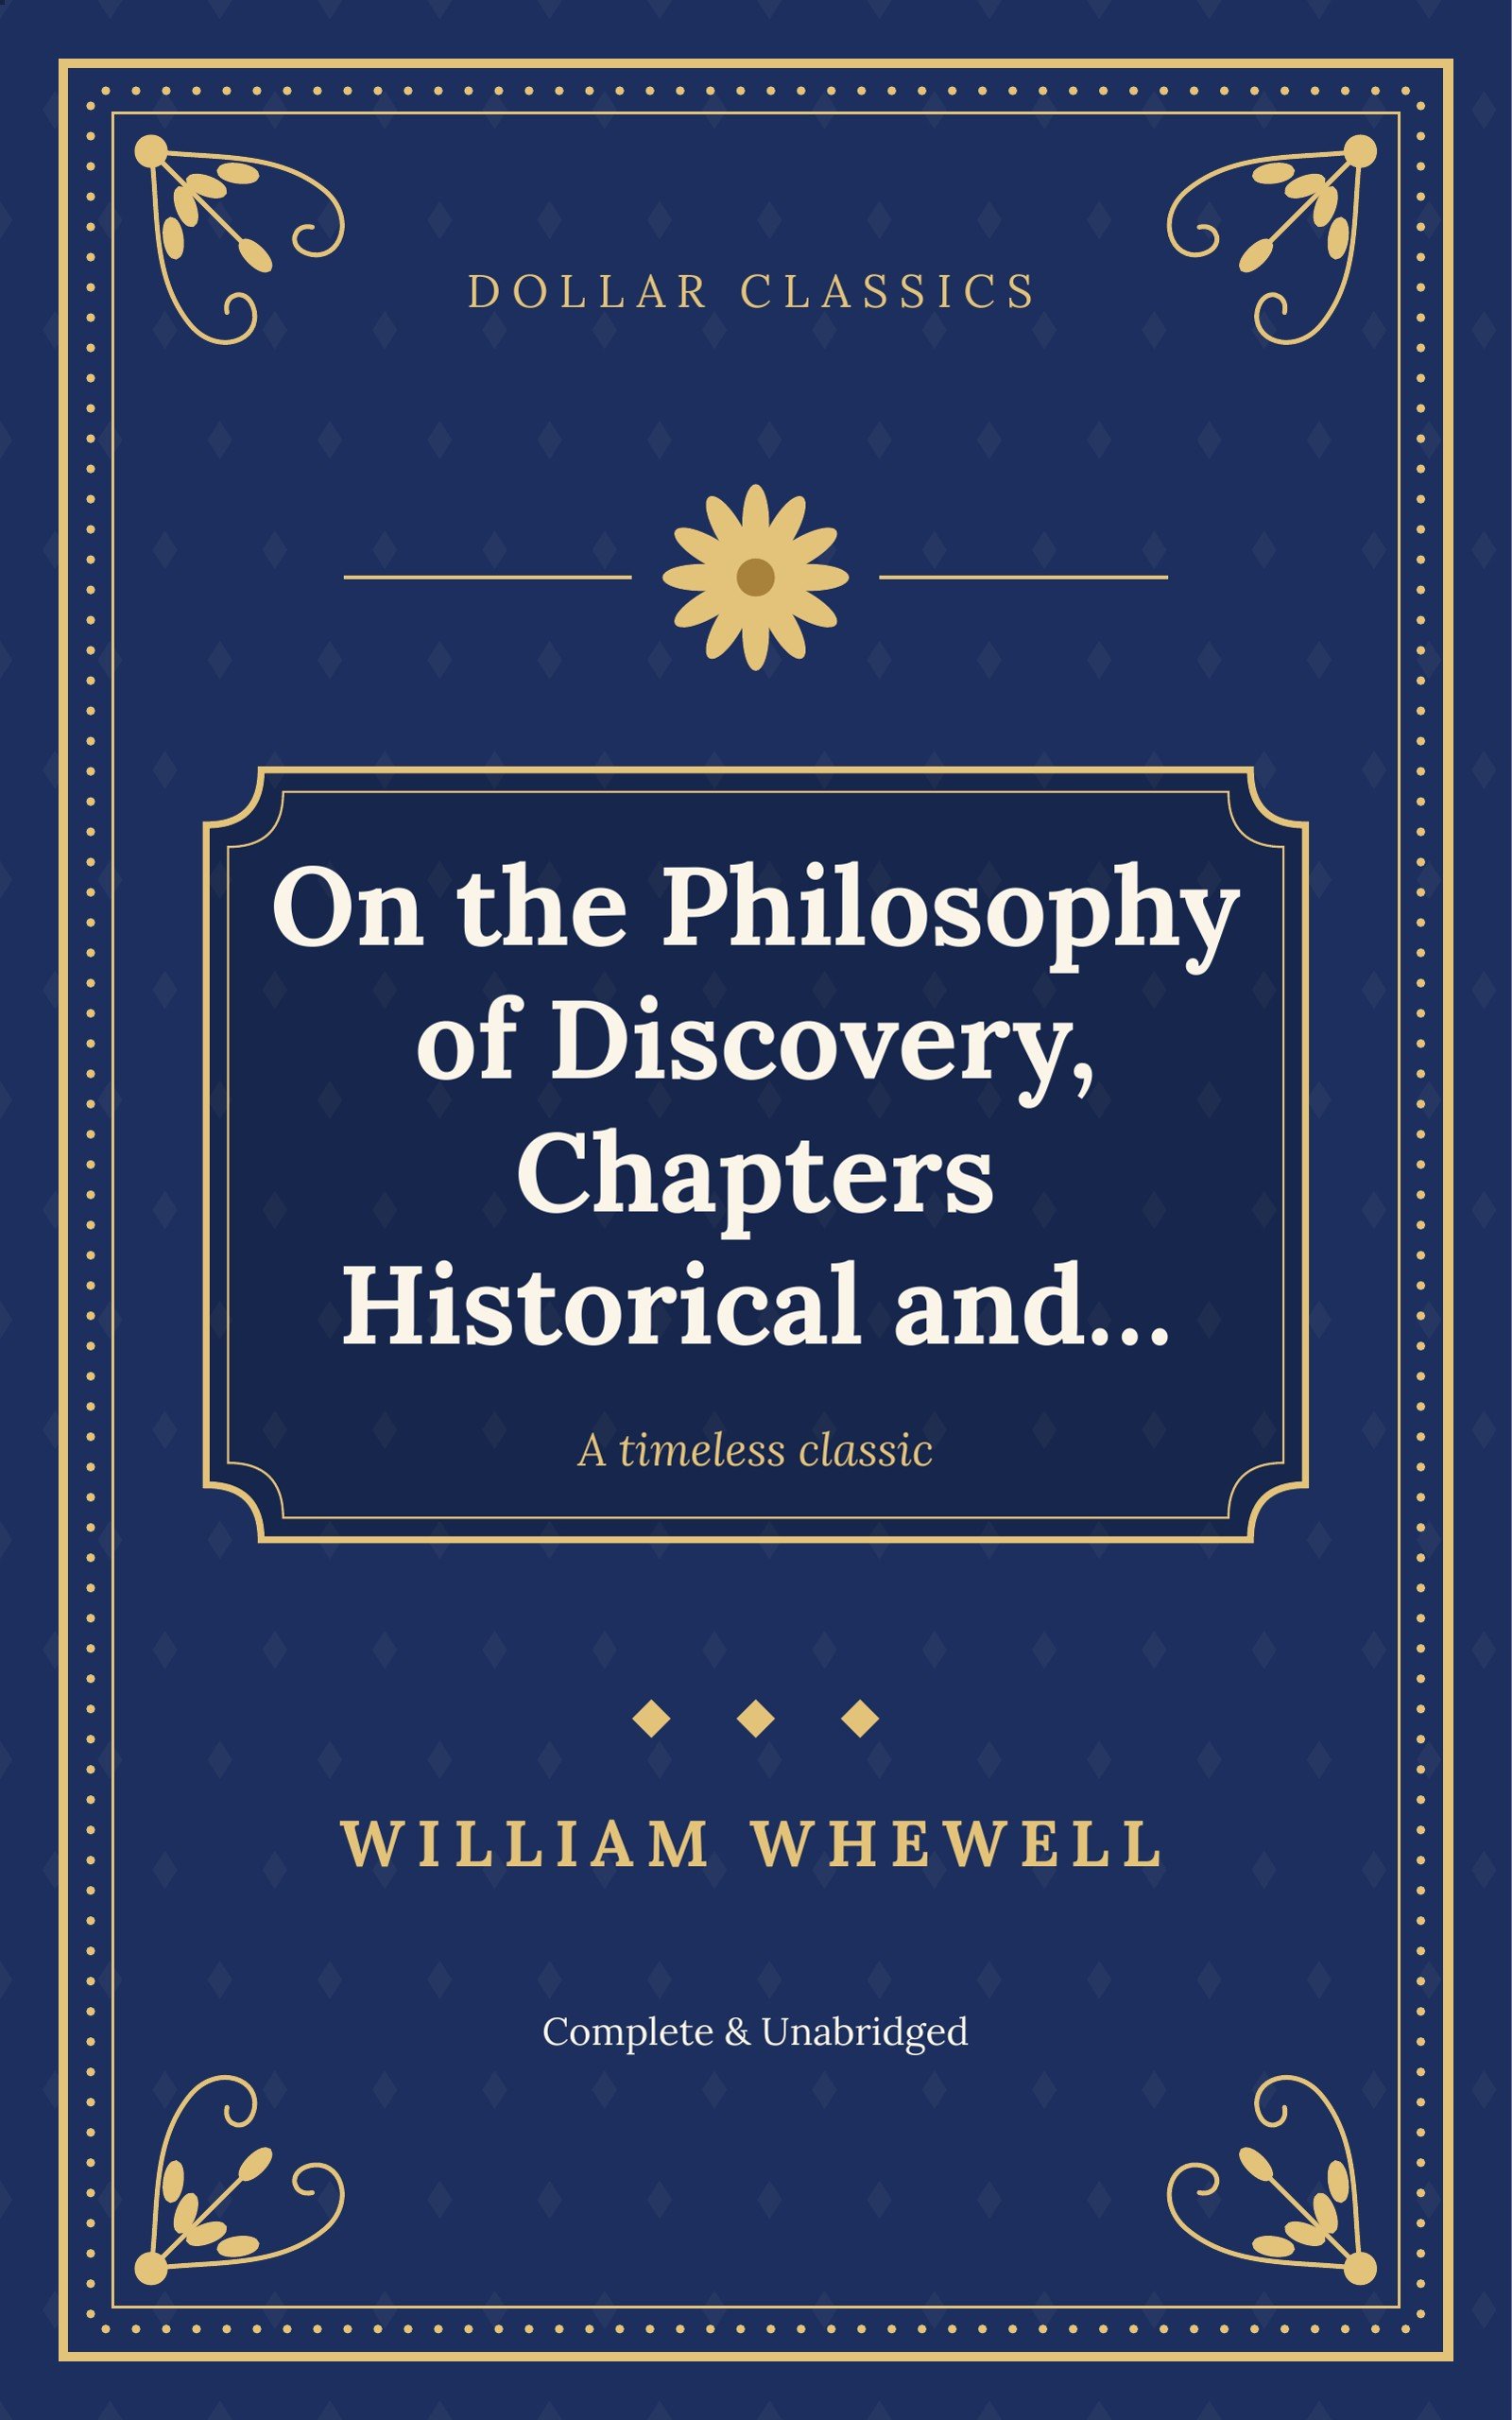 DOLLAR CLASSICS
On the Philosophy
of Discovery,
Chapters
Historical and...
A timeless classic
WILLIAM WHEWELL
Complete & Unabridged